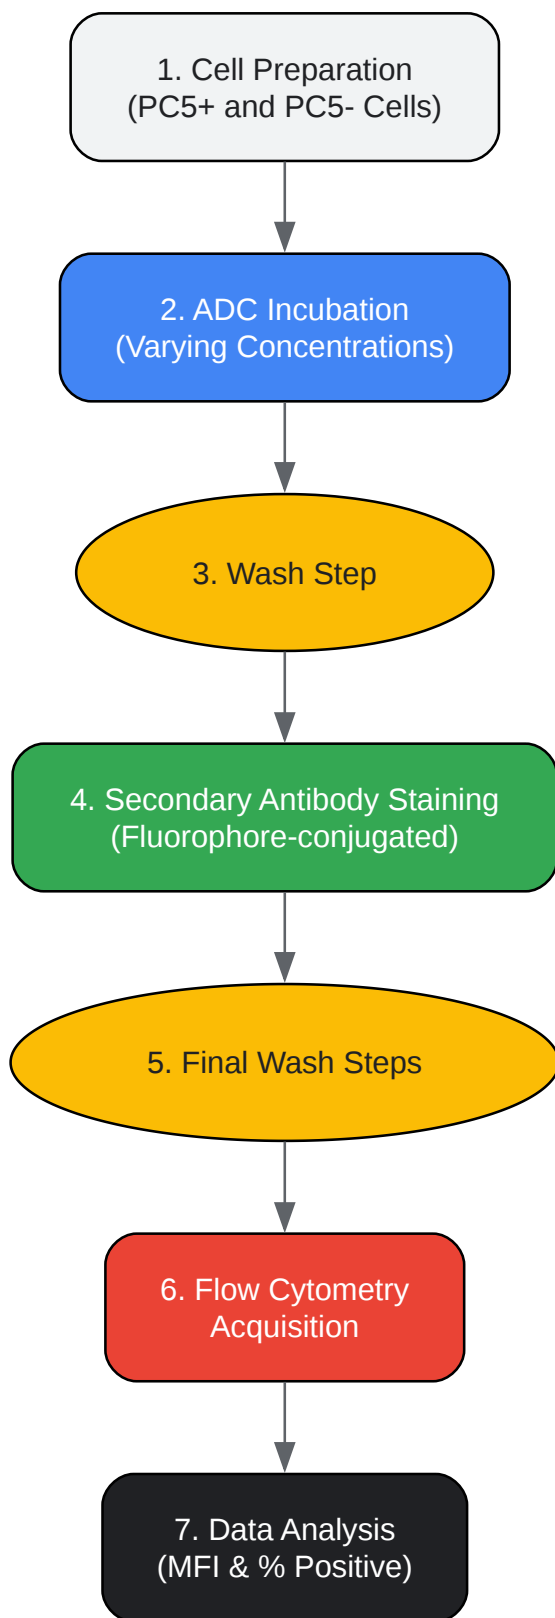 1. Cell Preparation
(PC5+ and PC5- Cells)
2. ADC Incubation
(Varying Concentrations)
3. Wash Step
4. Secondary Antibody Staining
(Fluorophore-conjugated)
5. Final Wash Steps
6. Flow Cytometry
Acquisition
7. Data Analysis
(MFI & % Positive)